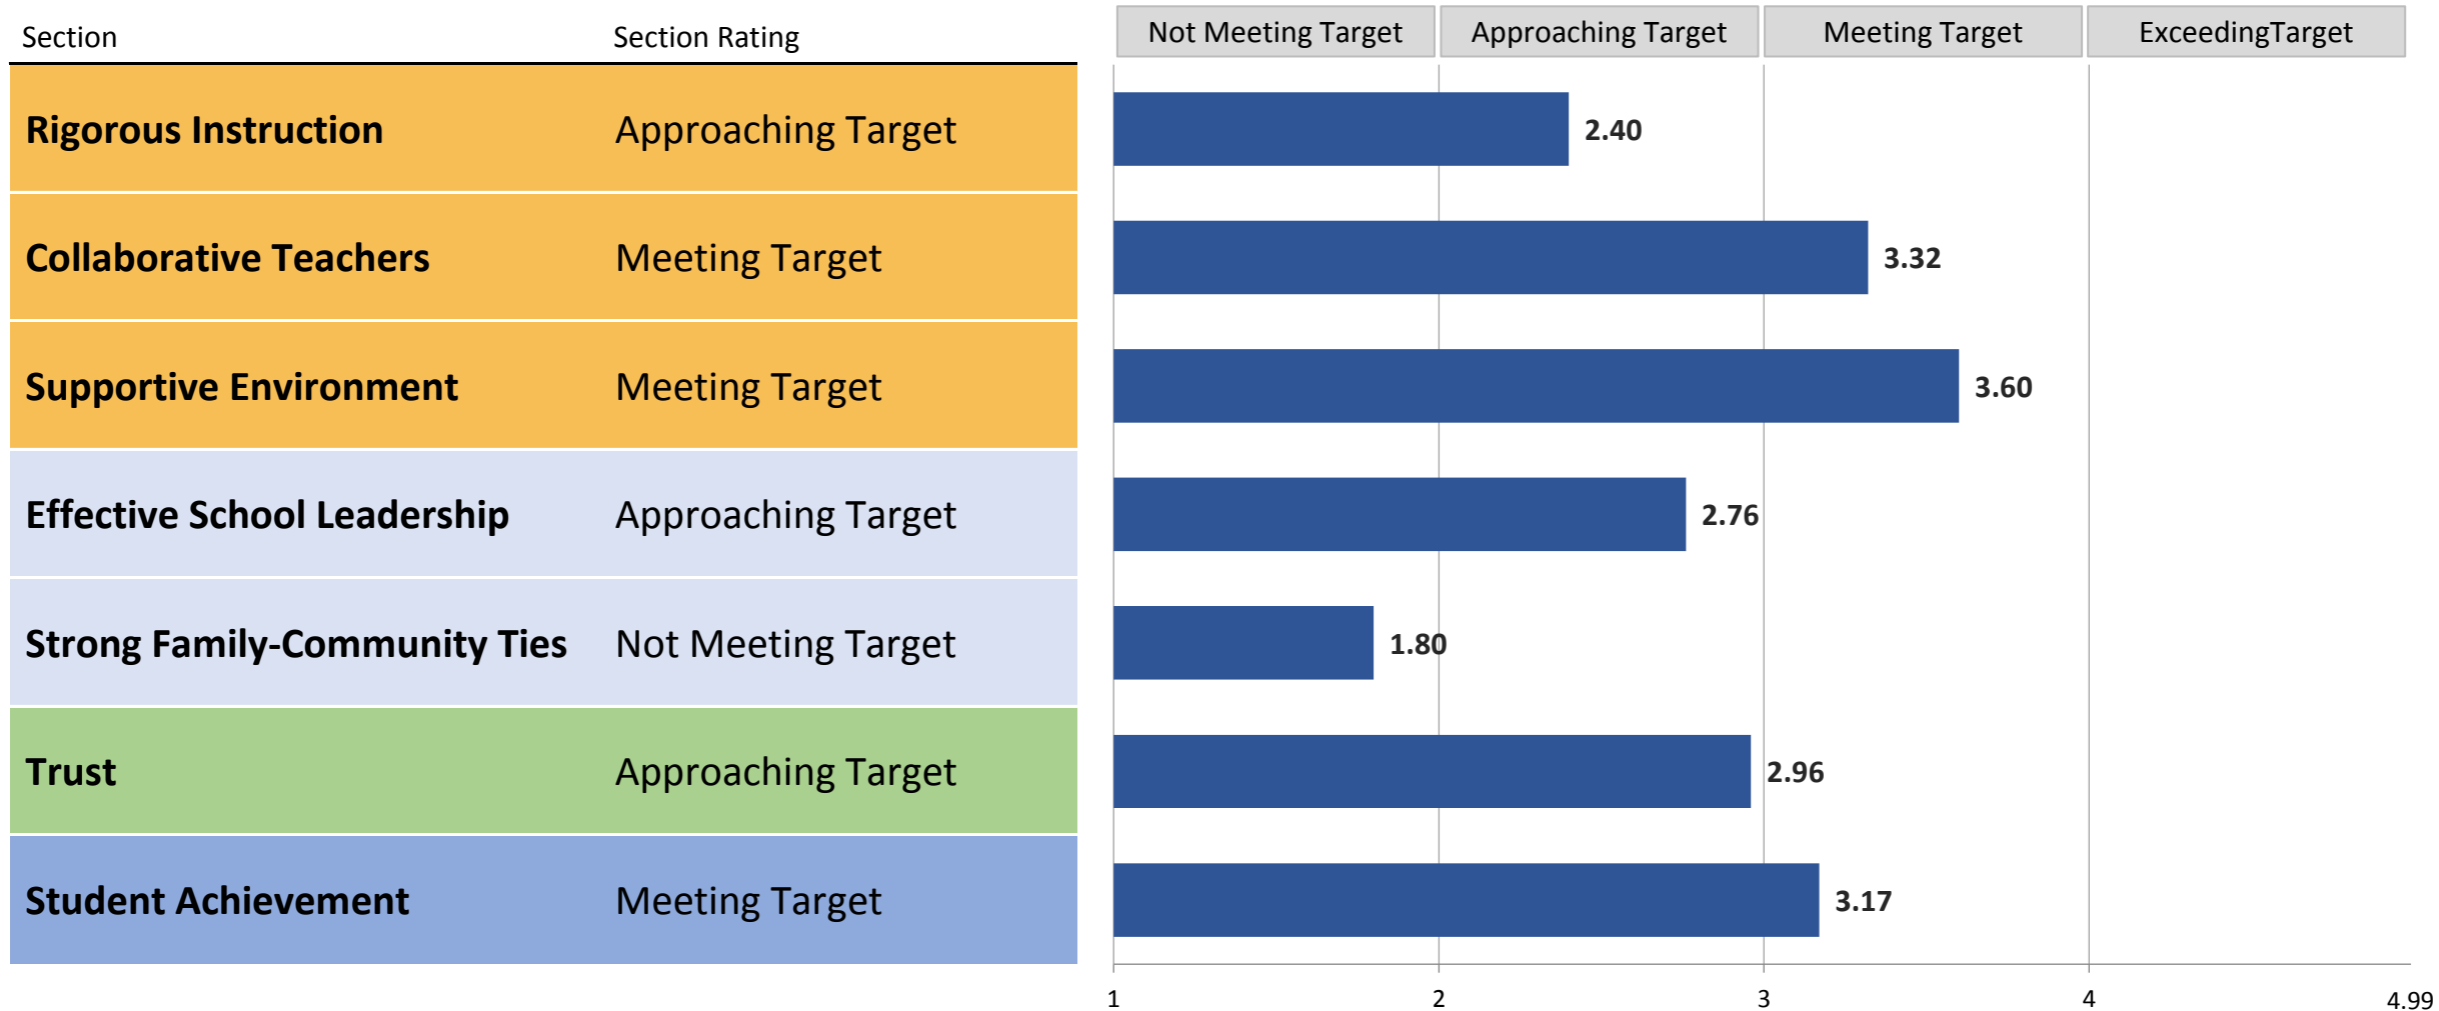 Section Section Rating Not Meeting Target Approaching Target Meeting Target ExceedingTarget
Rigorous Instruction Approaching Target 2.40
Collaborative Teachers Meeting Target 3.32
Supportive Environment Meeting Target 3.60
Effective School Leadership Approaching Target 2.76
Strong Family-Community Ties Not Meeting Target 1.80
Trust Approaching Target 2.96
Student Achievement Meeting Target 3.17
1 2 3 4 4.99